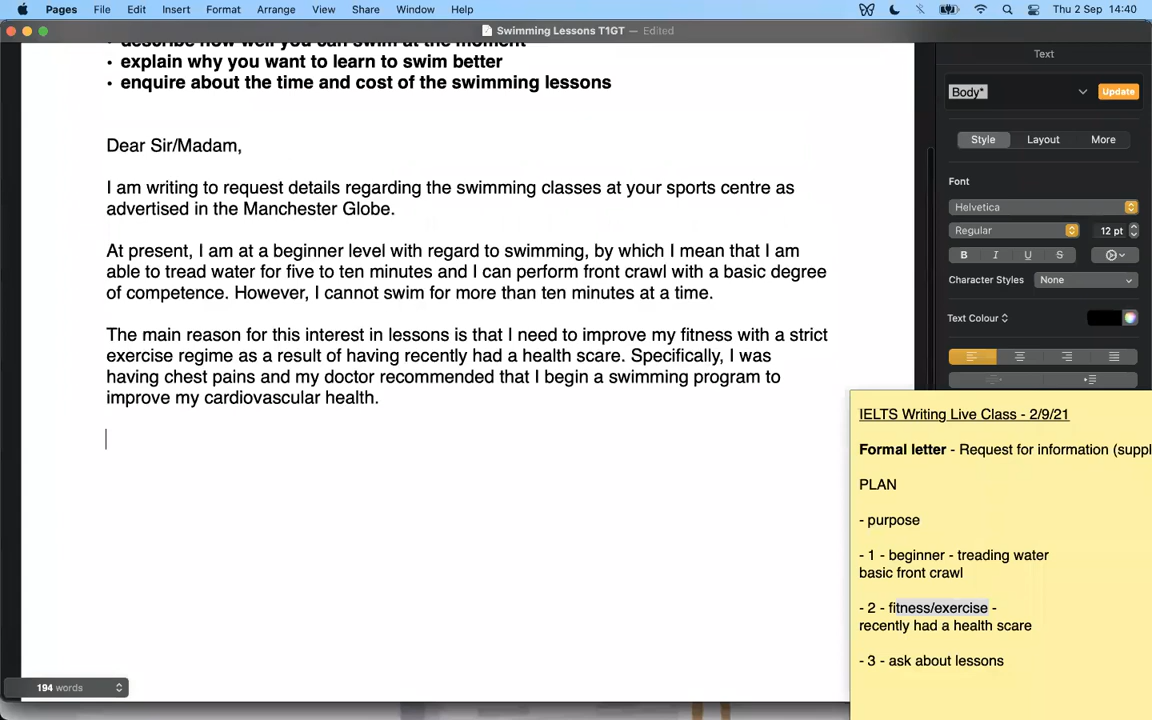 Pages File Edit Insert Format Arrange View Share Window Help Thu 2 Sep 14:40
Swimming Lessons T1GT — Edited
• describe how well you can swim at the moment
• explain why you want to learn to swim better
• enquire about the time and cost of the swimming lessons
Dear Sir/Madam,
I am writing to request details regarding the swimming classes at your sports centre as
advertised in the Manchester Globe.
At present, I am at a beginner level with regard to swimming, by which I mean that I am
able to tread water for five to ten minutes and I can perform front crawl with a basic degree
of competence. However, I cannot swim for more than ten minutes at a time.
The main reason for this interest in lessons is that I need to improve my fitness with a strict
exercise regime as a result of having recently had a health scare. Specifically, I was
having chest pains and my doctor recommended that I begin a swimming program to
improve my cardiovascular health.
194 words
Text
Body*
Update
Style Layout More
Font
Helvetica
Regular 12 pt
B I U S
Character Styles None
Text Colour
IELTS Writing Live Class - 2/9/21
Formal letter - Request for information (suppl
PLAN
- purpose
- 1 - beginner - treading water
basic front crawl
- 2 - fitness/exercise -
recently had a health scare
- 3 - ask about lessons